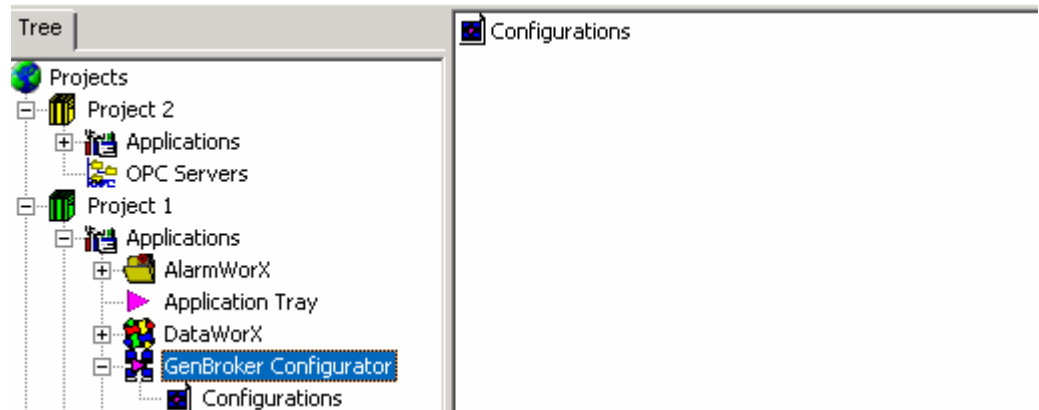 Tree
Configurations
Projects
Project 2
Applications
OPC Servers
Project 1
Applications
AlarmWorX
Application Tray
DataWorX
GenBroker Configurator
Configurations